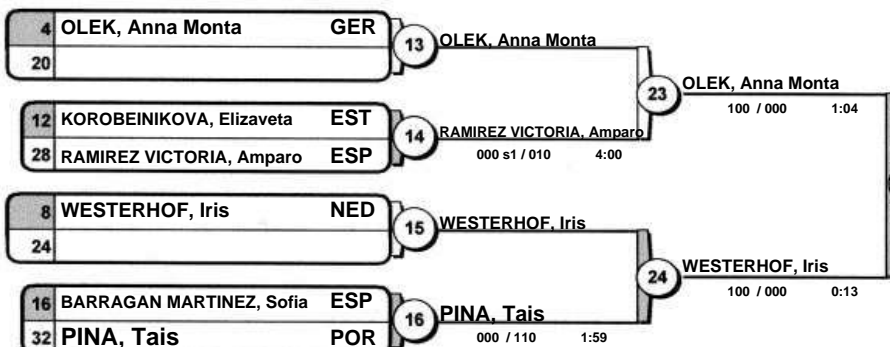 4 OLEK, Anna Monta GER
20
13 OLEK, Anna Monta
12 KOROBEINIKOVA, Elizaveta EST
28 RAMIREZ VICTORIA, Amparo ESP
14 RAMIREZ VICTORIA, Amparo
000 s1 / 010 4:00
23 OLEK, Anna Monta
100 / 000 1:04
8 WESTERHOF, Iris NED
24
15 WESTERHOF, Iris
16 BARRAGAN MARTINEZ, Sofia ESP
32 PINA, Tais POR
16 PINA, Tais
000 / 110 1:59
24 WESTERHOF, Iris
100 / 000 0:13